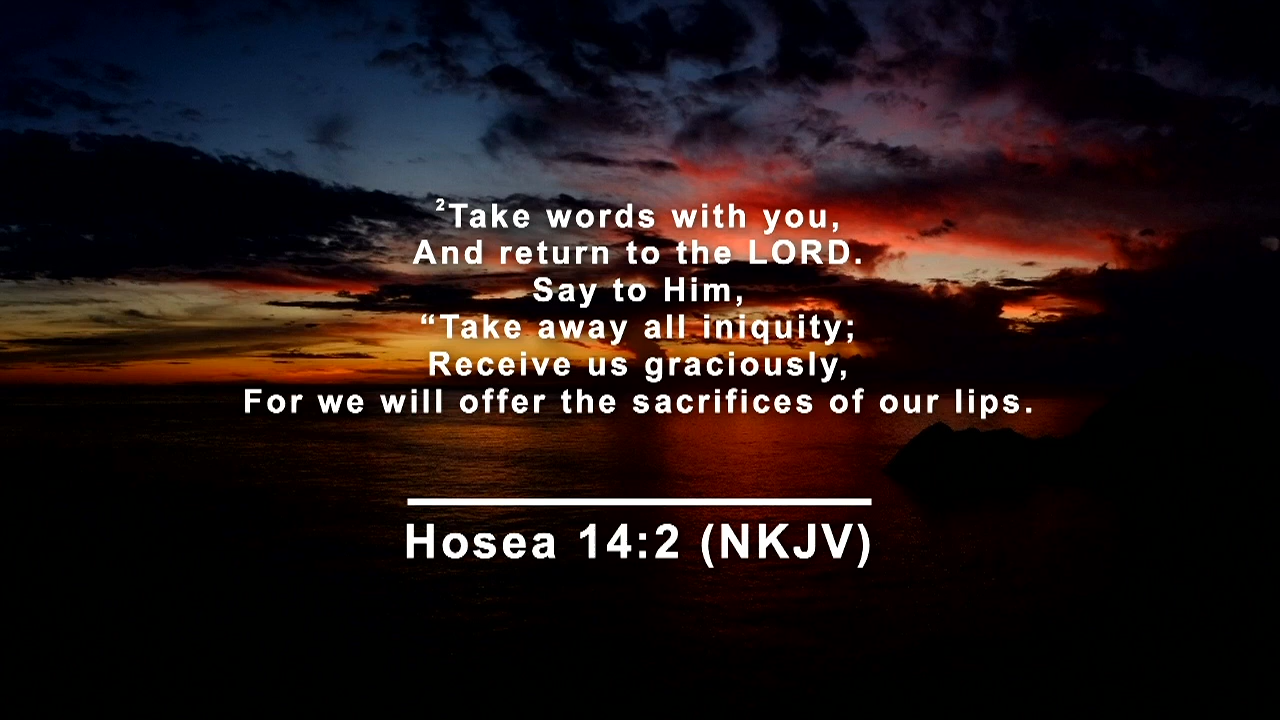 ²Take words with you,
And return to the LORD.
Say to Him,
“Take away all iniquity;
Receive us graciously,
For we will offer the sacrifices of our lips.
Hosea 14:2 (NKJV)